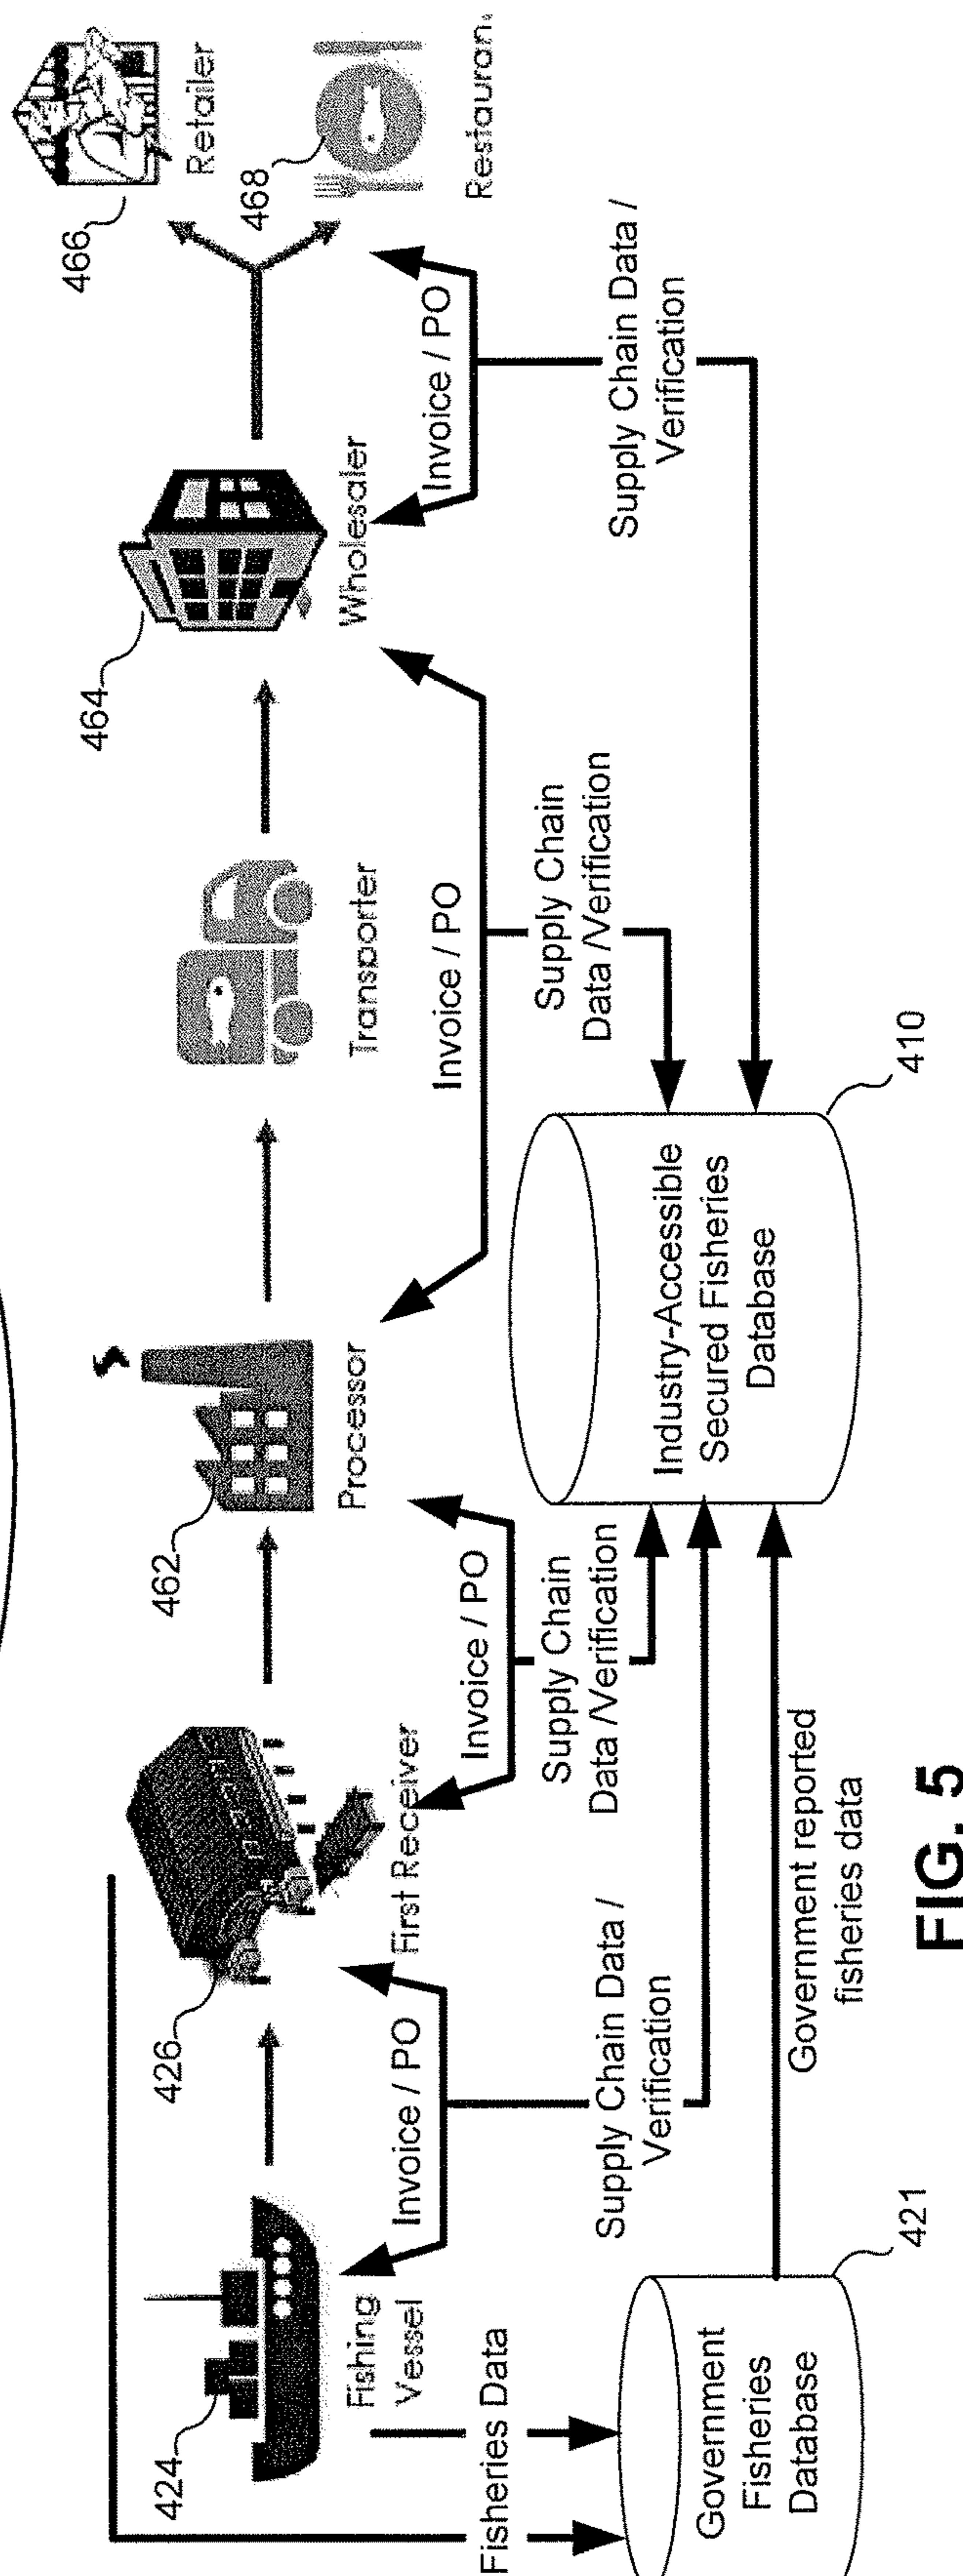 466
Retailer
468
Restauran
464
Wholesaler
Transporter
462
Processor
426
First Receiver
424
Fishing
Vessel
Invoice / PO
Invoice / PO
Invoice / PO
Invoice / PO
Fisheries Data
Supply Chain Data /
Verification
Supply Chain
Data /Verification
Supply Chain
Data /Verification
Supply Chain Data /
Verification
Government
Fisheries
Database
421
Government reported
fisheries data
Industry-Accessible
Secured Fisheries
Database
410
FIG. 5